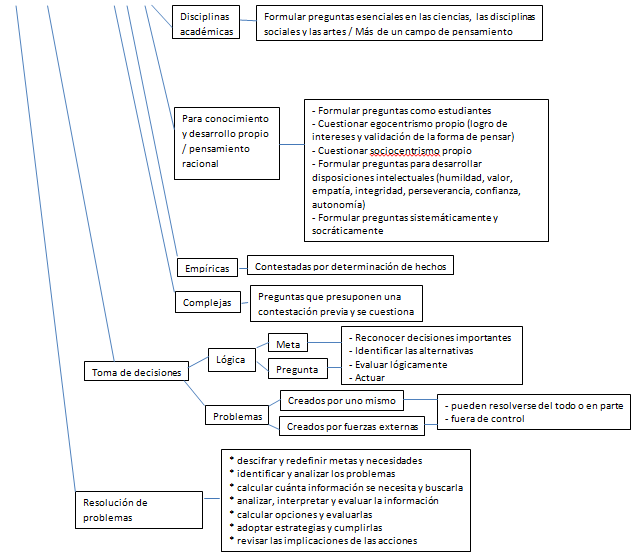 Disciplinas
académicas
Formular preguntas esenciales en las ciencias, las disciplinas
sociales y las artes / Más de un campo de pensamiento
Para conocimiento
y desarrollo propio
/ pensamiento
racional
- Formular preguntas como estudiantes
- Cuestionar egocentrismo propio (logro de
intereses y validación de la forma de pensar)
- Cuestionar sociocentrismo propio
- Formular preguntas para desarrollar
disposiciones intelectuales (humildad, valor,
empatía, integridad, perseverancia, confianza,
autonomía)
- Formular preguntas sistemáticamente y
socráticamente
Empíricas
Contestadas por determinación de hechos
Complejas
Preguntas que presuponen una
contestación previa y se cuestiona
Toma de decisiones
Lógica
Meta
Pregunta
- Reconocer decisiones importantes
- Identificar las alternativas
- Evaluar lógicamente
- Actuar
Problemas
Creados por uno mismo
Creados por fuerzas externas
- pueden resolverse del todo o en parte
- fuera de control
Resolución de
problemas
* descifrar y redefinir metas y necesidades
* identificar y analizar los problemas
* calcular cuánta información se necesita y buscarla
* analizar, interpretar y evaluar la información
* calcular opciones y evaluarlas
* adoptar estrategias y cumplirlas
* revisar las implicaciones de las acciones